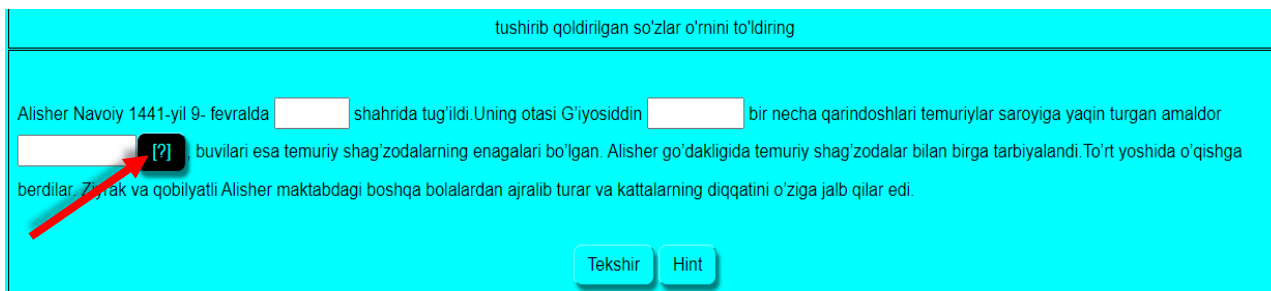 tushirib qoldirilgan so'zlar o'rnini to'ldiring
Alisher Navoiy 1441-yil 9- fevralda shahrida tug'ildi.Uning otasi G'iyosiddin bir necha qarindoshlari temuriylar saroyiga yaqin turgan amaldor
[?] , buvilari esa temuriy shag'zodalarning enagalari bo'lgan. Alisher go'dakligida temuriy shag'zodalar bilan birga tarbiyalandi.To'rt yoshida o'qishga
berdilar. Ziyrak va qobilyatli Alisher maktabdagi boshqa bolalardan ajralib turar va kattalarning diqqatini o'ziga jalb qilar edi.
Tekshir Hint